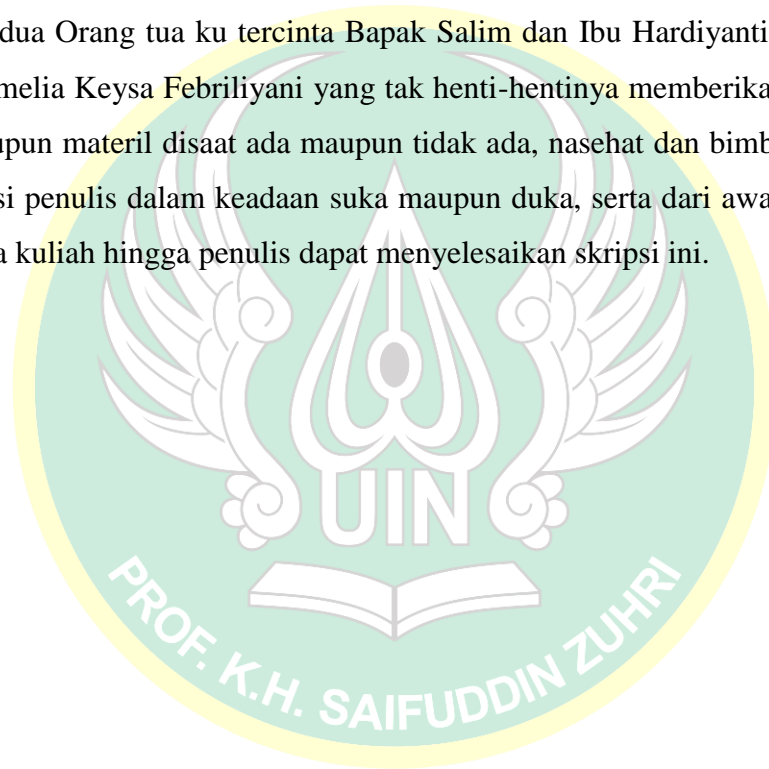 dua Orang tua ku tercinta Bapak Salim dan Ibu Hardiyanti
melia Keysa Febriliyani yang tak henti-hentinya memberika
upun materil disaat ada maupun tidak ada, nasehat dan bimb
si penulis dalam keadaan suka maupun duka, serta dari awa
a kuliah hingga penulis dapat menyelesaikan skripsi ini.
UIN
PROF. K.H. SAIFUDDIN ZUHRI